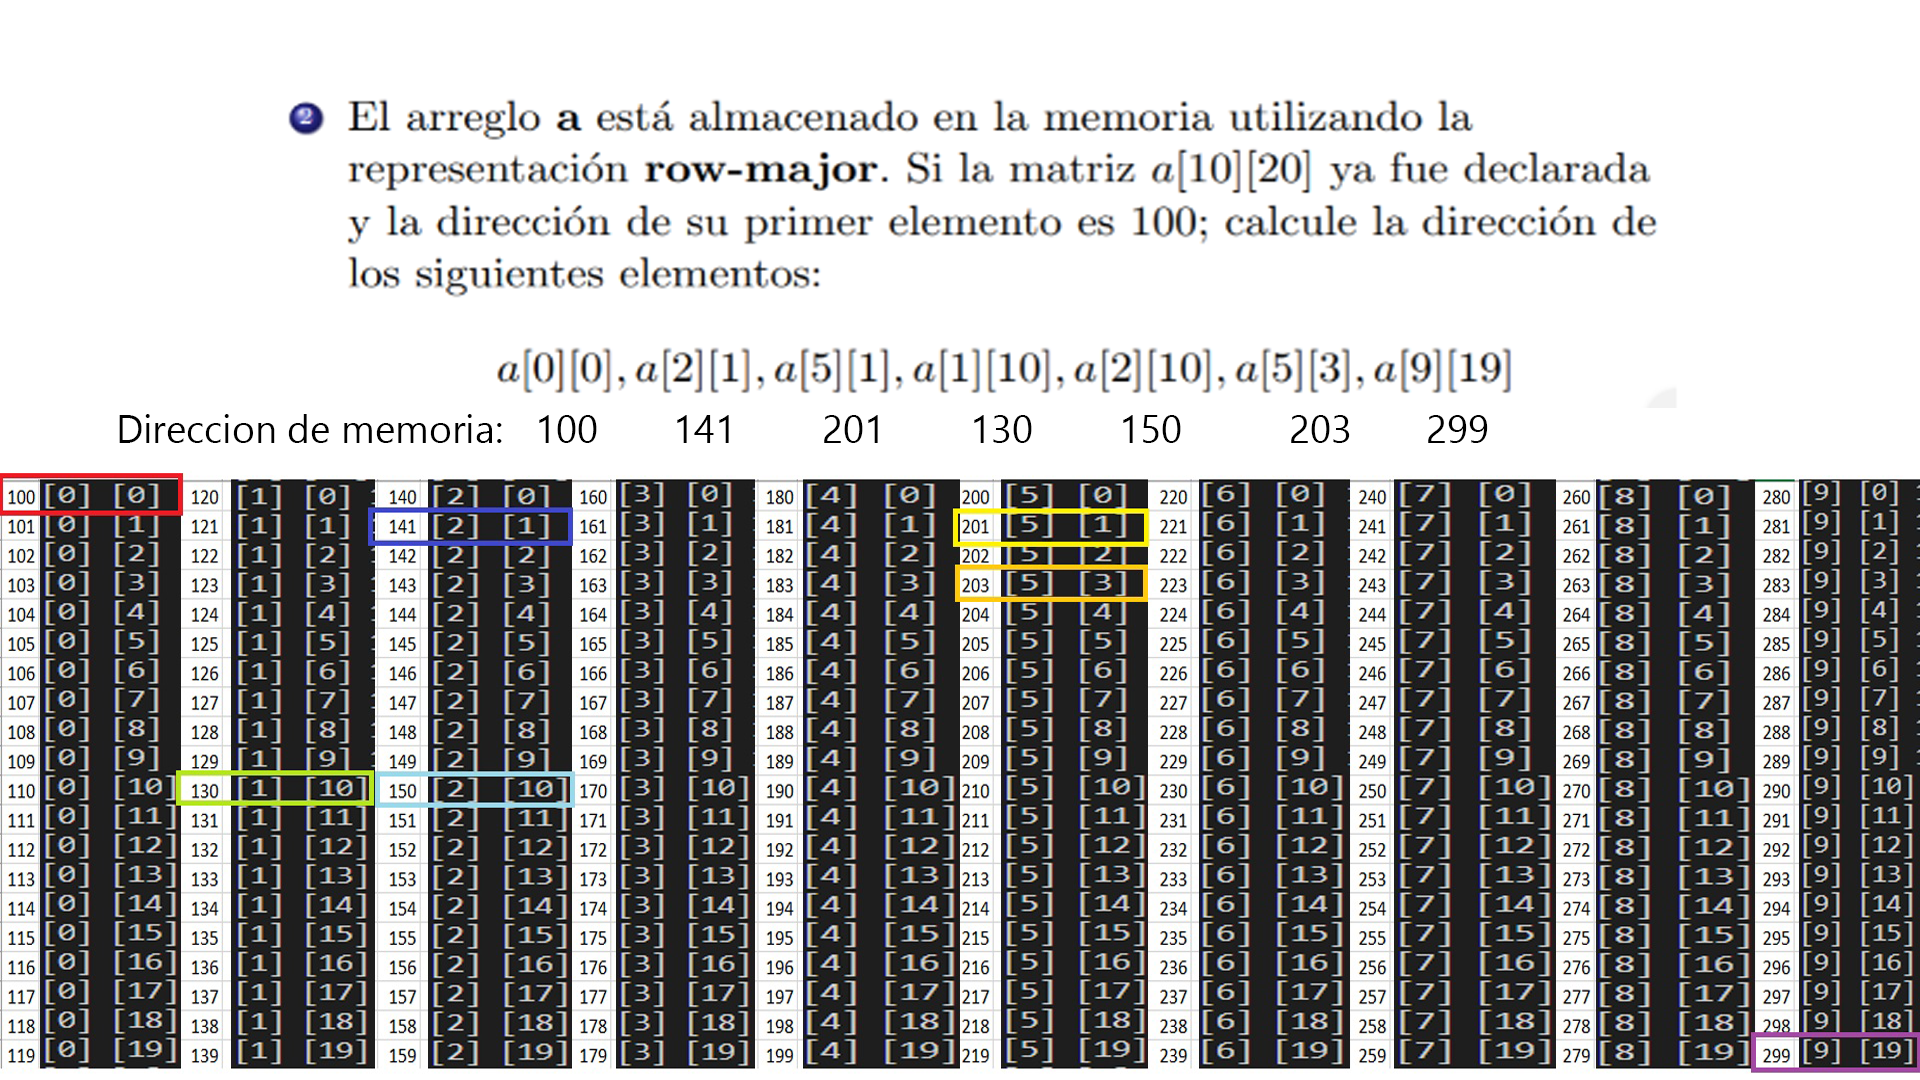 2 El arreglo a está almacenado en la memoria utilizando la
representación row-major. Si la matriz a[10][20] ya fue declarada
y la dirección de su primer elemento es 100; calcule la dirección de
los siguientes elementos:
a[0][0], a[2][1], a[5][1], a[1][10], a[2][10], a[5][3], a[9][19]
Direccion de memoria: 100 141 201 130 150 203 299
100 [0] [0] 120 [1] [0] 140 [2] [0] 160 [3] [0] 180 [4] [0] 200 [5] [0] 220 [6] [0] 240 [7] [0] 260 [8] [0] 280 [9] [0]
101 [0] [1] 121 [1] [1] 141 [2] [1] 161 [3] [1] 181 [4] [1] 201 [5] [1] 221 [6] [1] 241 [7] [1] 261 [8] [1] 281 [9] [1]
102 [0] [2] 122 [1] [2] 142 [2] [2] 162 [3] [2] 182 [4] [2] 202 [5] [2] 222 [6] [2] 242 [7] [2] 262 [8] [2] 282 [9] [2]
103 [0] [3] 123 [1] [3] 143 [2] [3] 163 [3] [3] 183 [4] [3] 203 [5] [3] 223 [6] [3] 243 [7] [3] 263 [8] [3] 283 [9] [3]
104 [0] [4] 124 [1] [4] 144 [2] [4] 164 [3] [4] 184 [4] [4] 204 [5] [4] 224 [6] [4] 244 [7] [4] 264 [8] [4] 284 [9] [4]
105 [0] [5] 125 [1] [5] 145 [2] [5] 165 [3] [5] 185 [4] [5] 205 [5] [5] 225 [6] [5] 245 [7] [5] 265 [8] [5] 285 [9] [5]
106 [0] [6] 126 [1] [6] 146 [2] [6] 166 [3] [6] 186 [4] [6] 206 [5] [6] 226 [6] [6] 246 [7] [6] 266 [8] [6] 286 [9] [6]
107 [0] [7] 127 [1] [7] 147 [2] [7] 167 [3] [7] 187 [4] [7] 207 [5] [7] 227 [6] [7] 247 [7] [7] 267 [8] [7] 287 [9] [7]
108 [0] [8] 128 [1] [8] 148 [2] [8] 168 [3] [8] 188 [4] [8] 208 [5] [8] 228 [6] [8] 248 [7] [8] 268 [8] [8] 288 [9] [8]
109 [0] [9] 129 [1] [9] 149 [2] [9] 169 [3] [9] 189 [4] [9] 209 [5] [9] 229 [6] [9] 249 [7] [9] 269 [8] [9] 289 [9] [9]
110 [0] [10] 130 [1] [10] 150 [2] [10] 170 [3] [10] 190 [4] [10] 210 [5] [10] 230 [6] [10] 250 [7] [10] 270 [8] [10] 290 [9] [10]
111 [0] [11] 131 [1] [11] 151 [2] [11] 171 [3] [11] 191 [4] [11] 211 [5] [11] 231 [6] [11] 251 [7] [11] 271 [8] [11] 291 [9] [11]
112 [0] [12] 132 [1] [12] 152 [2] [12] 172 [3] [12] 192 [4] [12] 212 [5] [12] 232 [6] [12] 252 [7] [12] 272 [8] [12] 292 [9] [12]
113 [0] [13] 133 [1] [13] 153 [2] [13] 173 [3] [13] 193 [4] [13] 213 [5] [13] 233 [6] [13] 253 [7] [13] 273 [8] [13] 293 [9] [13]
114 [0] [14] 134 [1] [14] 154 [2] [14] 174 [3] [14] 194 [4] [14] 214 [5] [14] 234 [6] [14] 254 [7] [14] 274 [8] [14] 294 [9] [14]
115 [0] [15] 135 [1] [15] 155 [2] [15] 175 [3] [15] 195 [4] [15] 215 [5] [15] 235 [6] [15] 255 [7] [15] 275 [8] [15] 295 [9] [15]
116 [0] [16] 136 [1] [16] 156 [2] [16] 176 [3] [16] 196 [4] [16] 216 [5] [16] 236 [6] [16] 256 [7] [16] 276 [8] [16] 296 [9] [16]
117 [0] [17] 137 [1] [17] 157 [2] [17] 177 [3] [17] 197 [4] [17] 217 [5] [17] 237 [6] [17] 257 [7] [17] 277 [8] [17] 297 [9] [17]
118 [0] [18] 138 [1] [18] 158 [2] [18] 178 [3] [18] 198 [4] [18] 218 [5] [18] 238 [6] [18] 258 [7] [18] 278 [8] [18] 298 [9] [18]
119 [0] [19] 139 [1] [19] 159 [2] [19] 179 [3] [19] 199 [4] [19] 219 [5] [19] 239 [6] [19] 259 [7] [19] 279 [8] [19] 299 [9] [19]